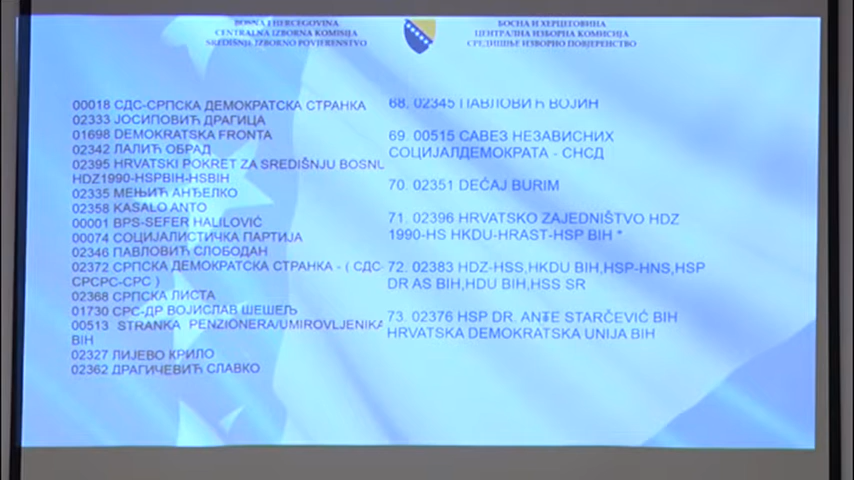 BOSNA I HERCEGOVINA
CENTRALNA IZBORNA KOMISIJA
SREDIŠNJE IZBORNO POVJERENSTVO
БОСНА И ХЕРЦЕГОВИНА
ЦЕНТРАЛНА ИЗБОРНА КОМИСИЈА
СРЕДИШЊЕ ИЗБОРНО ПОВЈЕРЕНСТВО
00018 СДС-СРПСКА ДЕМОКРАТСКА СТРАНКА
02333 ЈОСИПОВИЋ ДРАГИЦА
01698 DEMOKRATSKA FRONTA
02342 ЛАЛИЋ ОБРАД
02395 HRVATSKI POKRET ZA SREDIŠNJU BOSNU
HDZ1990-HSPBIH-HSBIH
02335 МЕЊИЋ АНЂЕЛКО
02358 KASALO ANTO
00001 BPS-SEFER HALILOVIĆ
00074 СОЦИЈАЛИСТИЧКА ПАРТИЈА
02346 ПАВЛОВИЋ СЛОБОДАН
02372 СРПСКА ДЕМОКРАТСКА СТРАНКА - ( СДС-
СРСРС-СРС )
02368 СРПСКА ЛИСТА
01730 СРС-ДР ВОЈИСЛАВ ШЕШЕЉ
00513 STRANKA PENZIONERA/UMIROVLJENIKA
BIH
02327 ЛИЈЕВО КРИЛО
02362 ДРАГИЧЕВИЋ СЛАВКО
68. 02345 ПАВЛОВИЋ ВОЈИН
69. 00515 САВЕЗ НЕЗАВИСНИХ
СОЦИЈАЛДЕМОКРАТА - СНСД
70. 02351 DEĆAJ BURIM
71. 02396 HRVATSKO ZAJEDNIŠTVO HDZ
1990-HS HKDU-HRAST-HSP BIH *
72. 02383 HDZ-HSS,HKDU BIH,HSP-HNS,HSP
DR AS BIH,HDU BIH,HSS SR
73. 02376 HSP DR. ANTE STARČEVIĆ BIH
HRVATSKA DEMOKRATSKA UNIJA BIH